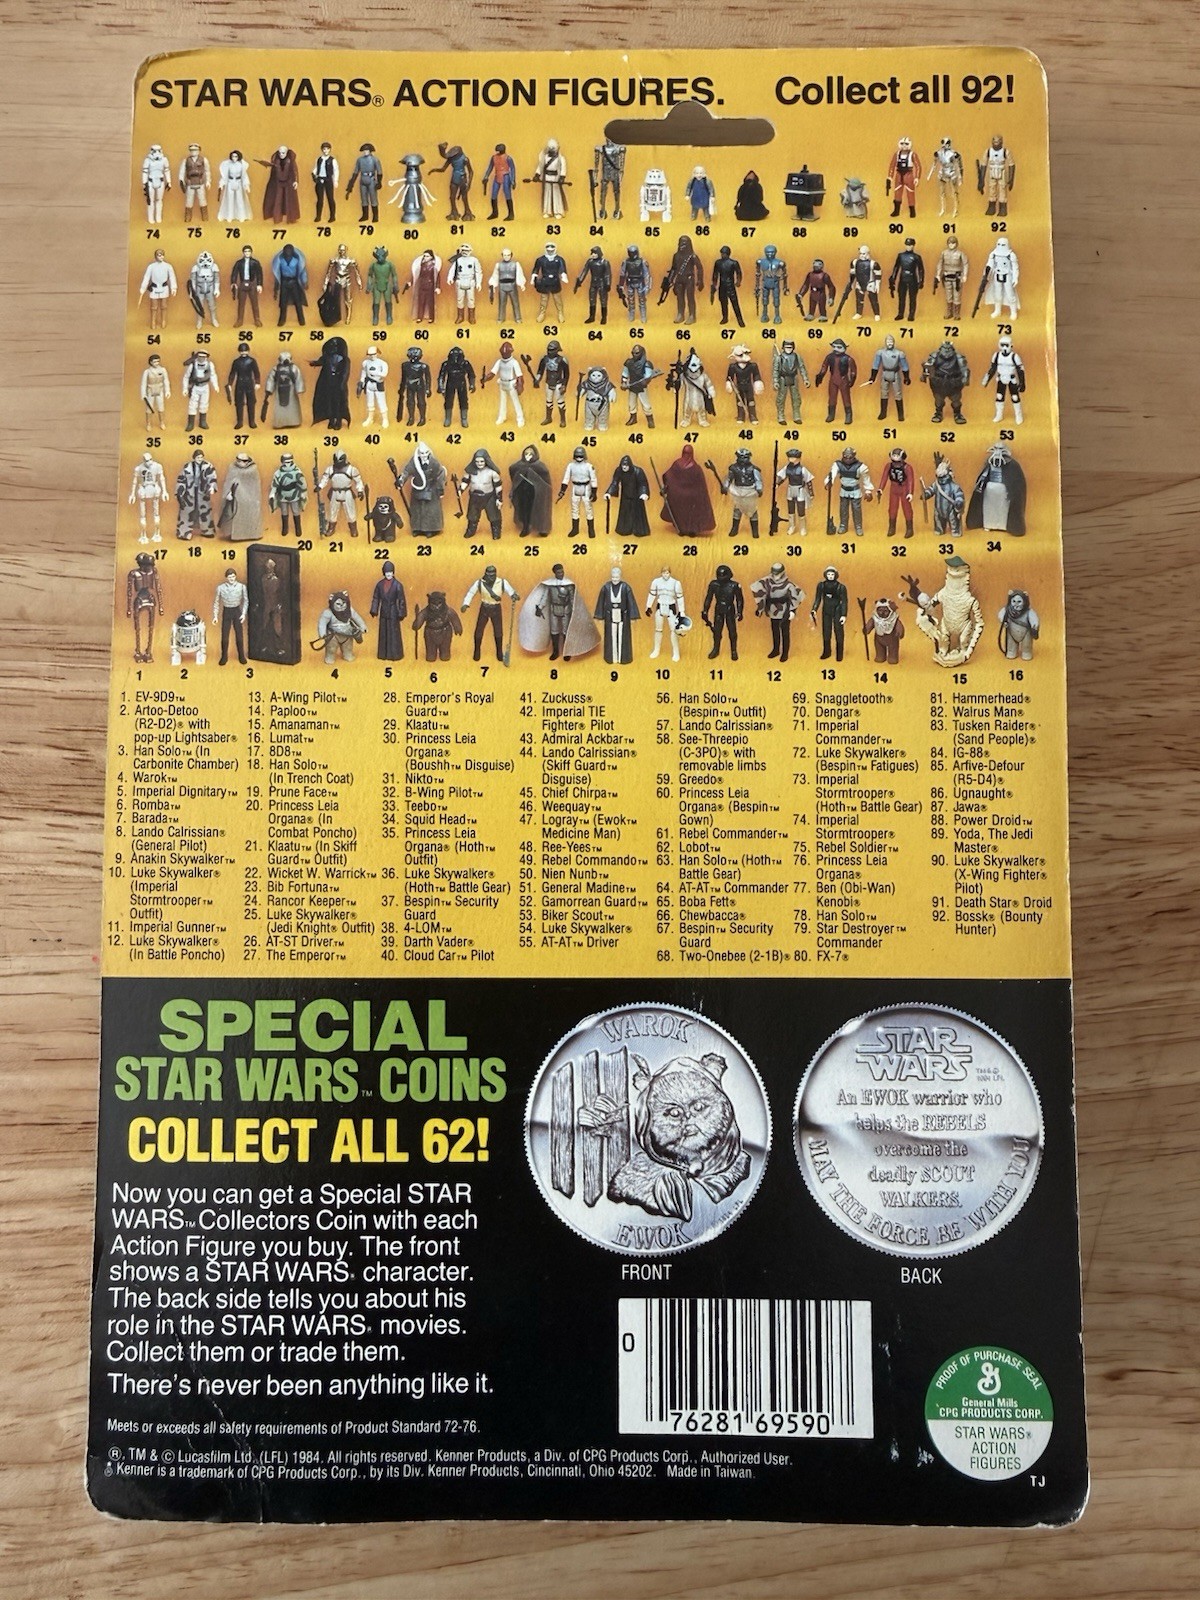 STAR WARS® ACTION FIGURES. Collect all 92!
74 75 76 77 78 79 80 81 82 83 84 85 86 87 88 89 90 91 92
54 55 56 57 58 59 60 61 62 63 64 65 66 67 68 69 70 71 72 73
35 36 37 38 39 40 41 42 43 44 45 46 47 48 49 50 51 52 53
17 18 19 20 21 22 23 24 25 26 27 28 29 30 31 32 33 34
1 2 3 4 5 6 7 8 9 10 11 12 13 14 15 16
1. EV-9D9™
2. Artoo-Detoo
(R2-D2)® with
pop-up Lightsaber®
3. Han Solo™ (In
Carbonite Chamber)
4. Warok™
5. Imperial Dignitary™
6. Romba™
7. Barada™
8. Lando Calrissian®
(General Pilot)
9. Anakin Skywalker™
10. Luke Skywalker®
(Imperial
Stormtrooper™
Outfit)
11. Imperial Gunner™
12. Luke Skywalker®
(In Battle Poncho)
13. A-Wing Pilot™
14. Paploo™
15. Amanaman™
16. Lumat™
17. 8D8™
18. Han Solo™
(In Trench Coat)
19. Prune Face™
20. Princess Leia
Organa® (In
Combat Poncho)
21. Klaatu™ (In Skiff
Guard™ Outfit)
22. Wicket W. Warrick™
23. Bib Fortuna™
24. Rancor Keeper™
25. Luke Skywalker®
(Jedi Knight® Outfit)
26. AT-ST Driver™
27. The Emperor™
28. Emperor's Royal
Guard™
29. Klaatu™
30. Princess Leia
Organa®
(Boushh™ Disguise)
31. Nikto™
32. B-Wing Pilot™
33. Teebo™
34. Squid Head™
35. Princess Leia
Organa® (Hoth™
Outfit)
36. Luke Skywalker®
(Hoth™ Battle Gear)
37. Bespin™ Security
Guard
38. 4-LOM™
39. Darth Vader®
40. Cloud Car™ Pilot
41. Zuckuss®
42. Imperial TIE
Fighter® Pilot
43. Admiral Ackbar™
44. Lando Calrissian®
(Skiff Guard™
Disguise)
45. Chief Chirpa™
46. Weequay™
47. Logray™ (Ewok™
Medicine Man)
48. Ree-Yees™
49. Rebel Commando™
50. Nien Nunb™
51. General Madine™
52. Gamorrean Guard™
53. Biker Scout™
54. Luke Skywalker®
55. AT-AT™ Driver
56. Han Solo™
(Bespin™ Outfit)
57. Lando Calrissian®
58. See-Threepio
(C-3PO)® with
removable limbs
59. Greedo®
60. Princess Leia
Organa® (Bespin™
Gown)
61. Rebel Commander™
62. Lobot™
63. Han Solo™ (Hoth™
Battle Gear)
64. AT-AT™ Commander
65. Boba Fett®
66. Chewbacca®
67. Bespin™ Security
Guard
68. Two-Onebee (2-1B)®
69. Snaggletooth®
70. Dengar®
71. Imperial
Commander™
72. Luke Skywalker®
(Bespin™ Fatigues)
73. Imperial
Stormtrooper®
(Hoth™ Battle Gear)
74. Imperial
Stormtrooper®
75. Rebel Soldier™
76. Princess Leia
Organa®
77. Ben (Obi-Wan)
Kenobi®
78. Han Solo™
79. Star Destroyer™
Commander
80. FX-7®
81. Hammerhead®
82. Walrus Man®
83. Tusken Raider®
(Sand People)®
84. IG-88®
85. Arfive-Defour
(R5-D4)®
86. Ugnaught®
87. Jawa®
88. Power Droid™
89. Yoda, The Jedi
Master®
90. Luke Skywalker®
(X-Wing Fighter®
Pilot)
91. Death Star® Droid
92. Bossk® (Bounty
Hunter)
SPECIAL
STAR WARS™ COINS
COLLECT ALL 62!
Now you can get a Special STAR
WARS™ Collectors Coin with each
Action Figure you buy. The front
shows a STAR WARS® character.
The back side tells you about his
role in the STAR WARS® movies.
Collect them or trade them.
There's never been anything like it.
WAROK
EWOK
FRONT
STAR
WARS
An EWOK warrior who
helps the REBELS
overcome the
deadly SCOUT
WALKERS.
MAY THE FORCE BE WITH YOU
BACK
0 76281 69590
PROOF OF PURCHASE SEAL
General Mills
CPG PRODUCTS CORP.
STAR WARS®
ACTION
FIGURES
TJ
Meets or exceeds all safety requirements of Product Standard 72-76.
®, TM & © Lucasfilm Ltd. (LFL) 1984. All rights reserved. Kenner Products, a Div. of CPG Products Corp., Authorized User.
Kenner is a trademark of CPG Products Corp., by its Div. Kenner Products, Cincinnati, Ohio 45202. Made in Taiwan.